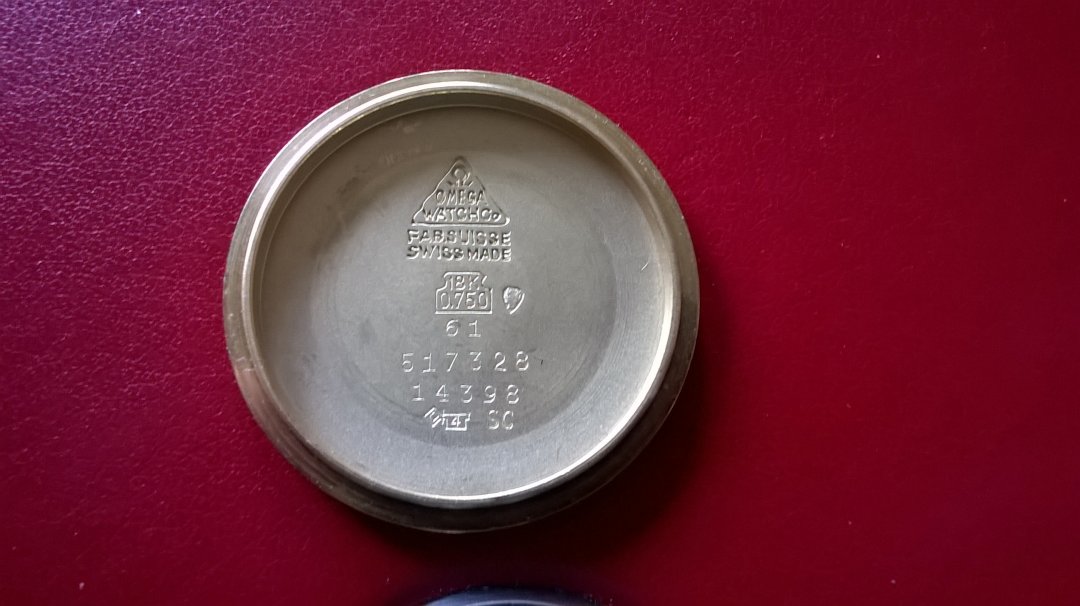 Ω
OMEGA
WATCH Co
FAB.SUISSE
SWISS MADE
18K
0.750
61
517328
14398
SC